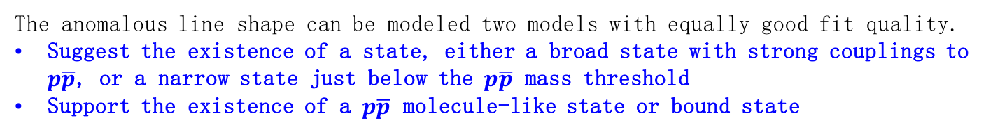 The anomalous line shape can be modeled two models with equally good fit quality.
• Suggest the existence of a state, either a broad state with strong couplings to
pp̅, or a narrow state just below the pp̅ mass threshold
• Support the existence of a pp̅ molecule-like state or bound state